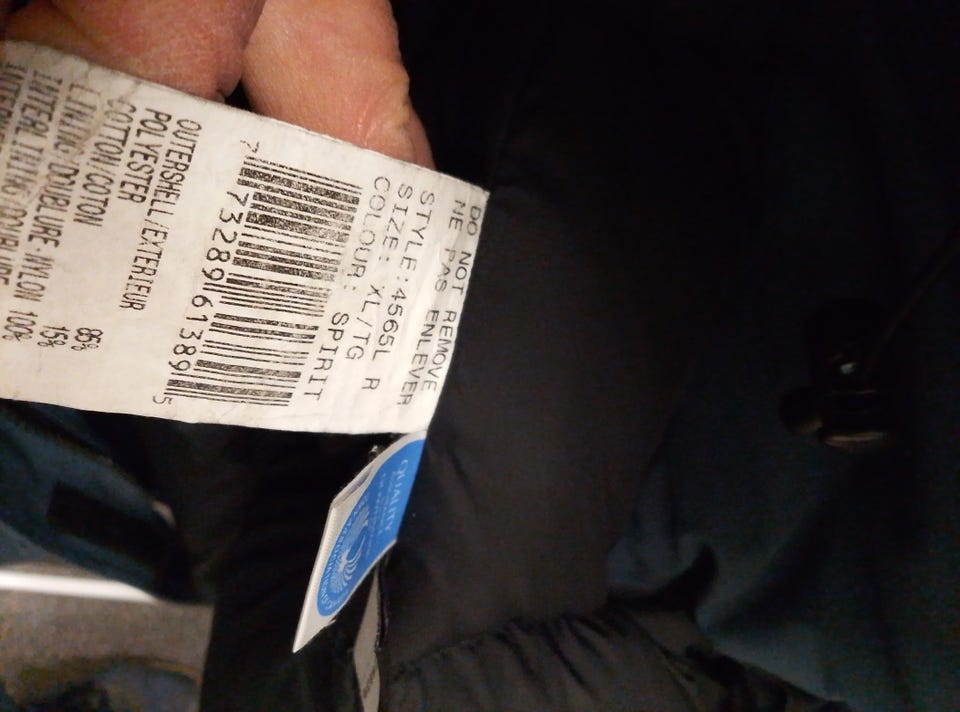 DO NOT REMOVE
NE PAS ENLEVER
STYLE: 4565L R
SIZE: XL/TG
COLOUR: SPIRIT
7 73289 61389 5
OUTERSHELL/EXTERIEUR
POLYESTER 85%
COTTON/COTON 15%
LINING/DOUBLURE-NYLON 100%
QUALITY